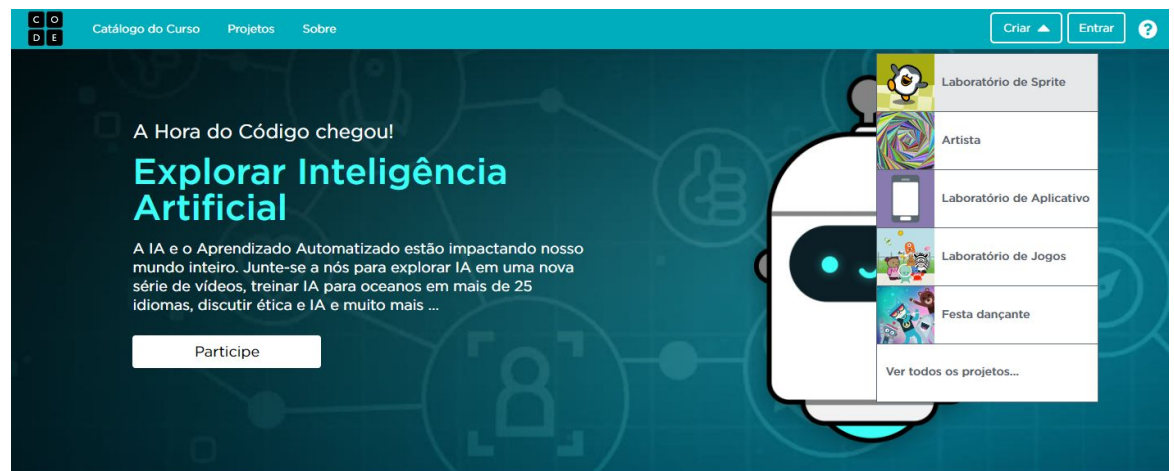 C O
D E
Catálogo do Curso Projetos Sobre
Criar Entrar ?
A Hora do Código chegou!
Explorar Inteligência
Artificial
A IA e o Aprendizado Automatizado estão impactando nosso
mundo inteiro. Junte-se a nós para explorar IA em uma nova
série de vídeos, treinar IA para oceanos em mais de 25
idiomas, discutir ética e IA e muito mais ...
Participe
Laboratório de Sprite
Artista
Laboratório de Aplicativo
Laboratório de Jogos
Festa dançante
Ver todos os projetos...